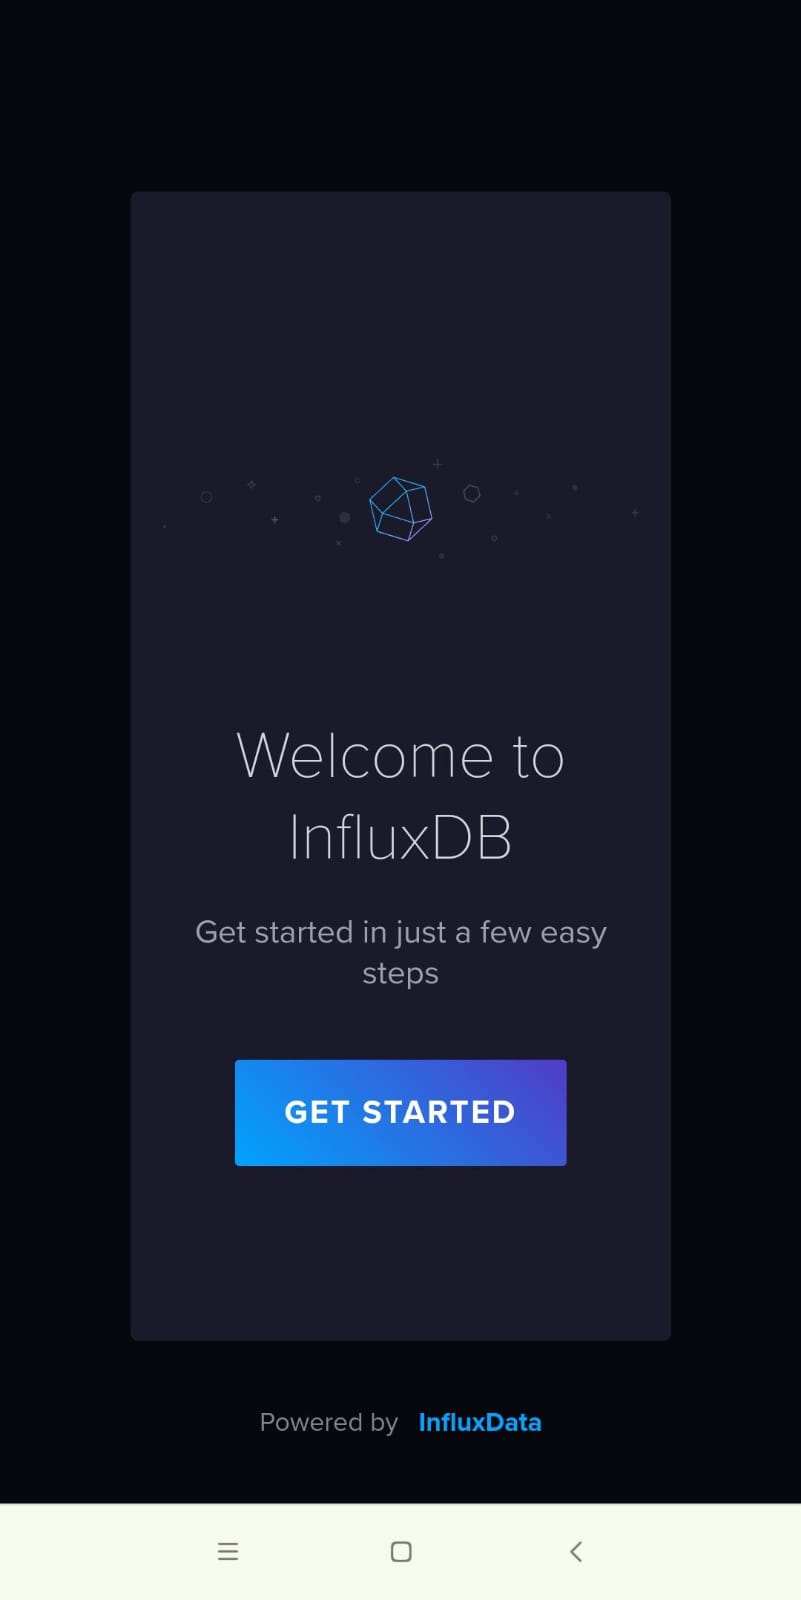 Welcome to
InfluxDB
Get started in just a few easy
steps
GET STARTED
Powered by InfluxData